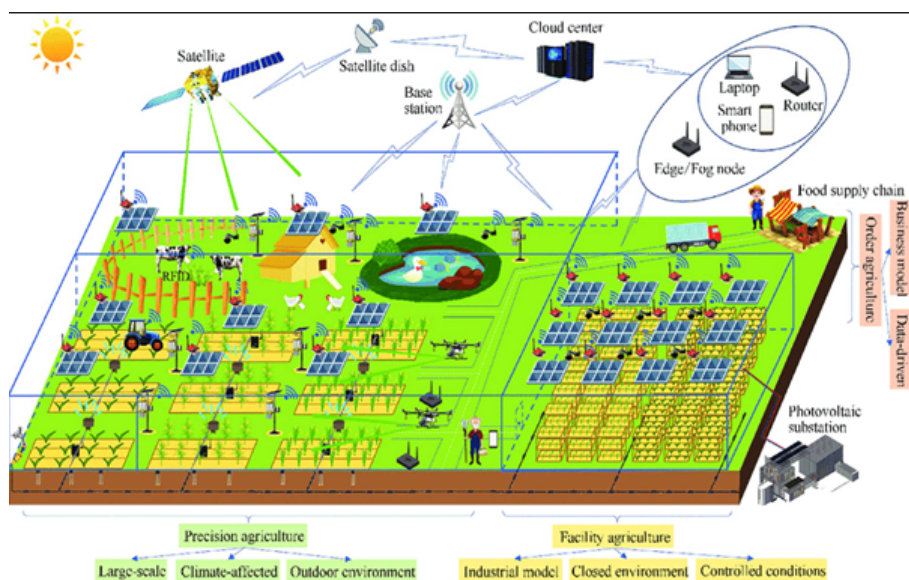 Satellite
Satellite dish
Cloud center
Base
station
Laptop
Router
Smart
phone
Edge/Fog node
Food supply chain
Business model
Order agriculture
Data-driven
RFID
Photovoltaic
substation
Precision agriculture
Facility agriculture
Large-scale
Climate-affected
Outdoor environment
Industrial model
Closed environment
Controlled conditions